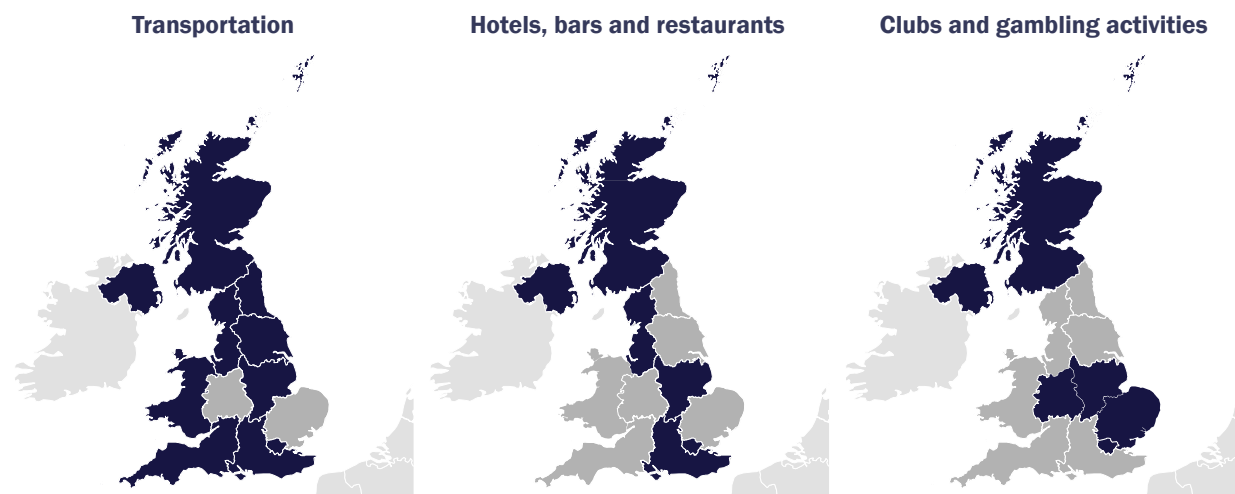 Transportation
Hotels, bars and restaurants
Clubs and gambling activities